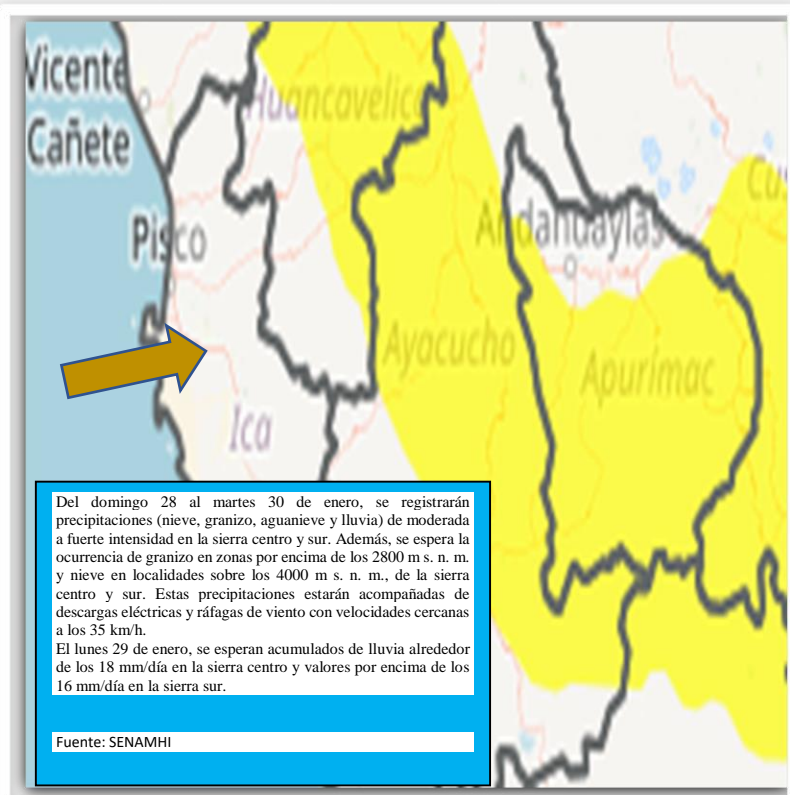 Vicente
Cañete
Huancavelica
Pisco
Andahuaylas
Cus
Ayacucho
Apurímac
Ica
Del domingo 28 al martes 30 de enero, se registrarán
precipitaciones (nieve, granizo, aguanieve y lluvia) de moderada
a fuerte intensidad en la sierra centro y sur. Además, se espera la
ocurrencia de granizo en zonas por encima de los 2800 m s. n. m.
y nieve en localidades sobre los 4000 m s. n. m., de la sierra
centro y sur. Estas precipitaciones estarán acompañadas de
descargas eléctricas y ráfagas de viento con velocidades cercanas
a los 35 km/h.
El lunes 29 de enero, se esperan acumulados de lluvia alrededor
de los 18 mm/día en la sierra centro y valores por encima de los
16 mm/día en la sierra sur.
Fuente: SENAMHI